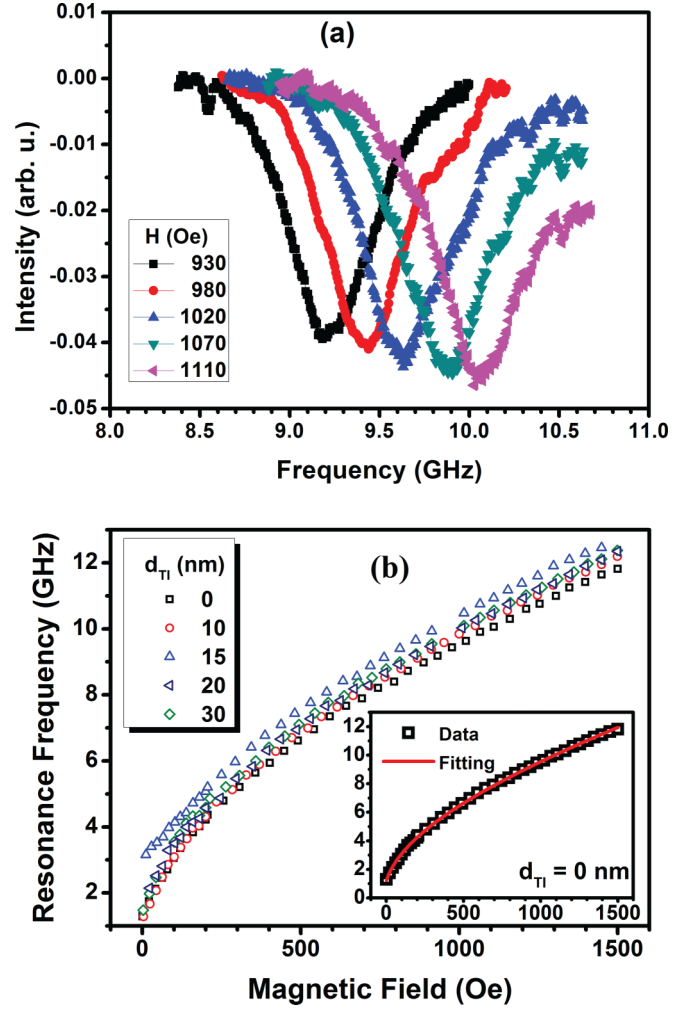 (a)
0.01
0.00
-0.01
-0.02
-0.03
-0.04
-0.05
Intensity (arb. u.)
H (Oe)
930
980
1020
1070
1110
8.0 8.5 9.0 9.5 10.0 10.5 11.0
Frequency (GHz)
(b)
12
10
8
6
4
2
Resonance Frequency (GHz)
d_TI (nm)
0
10
15
20
30
Data
Fitting
12
10
8
6
4
2
0
d_TI = 0 nm
0 500 1000 1500
0 500 1000 1500
Magnetic Field (Oe)